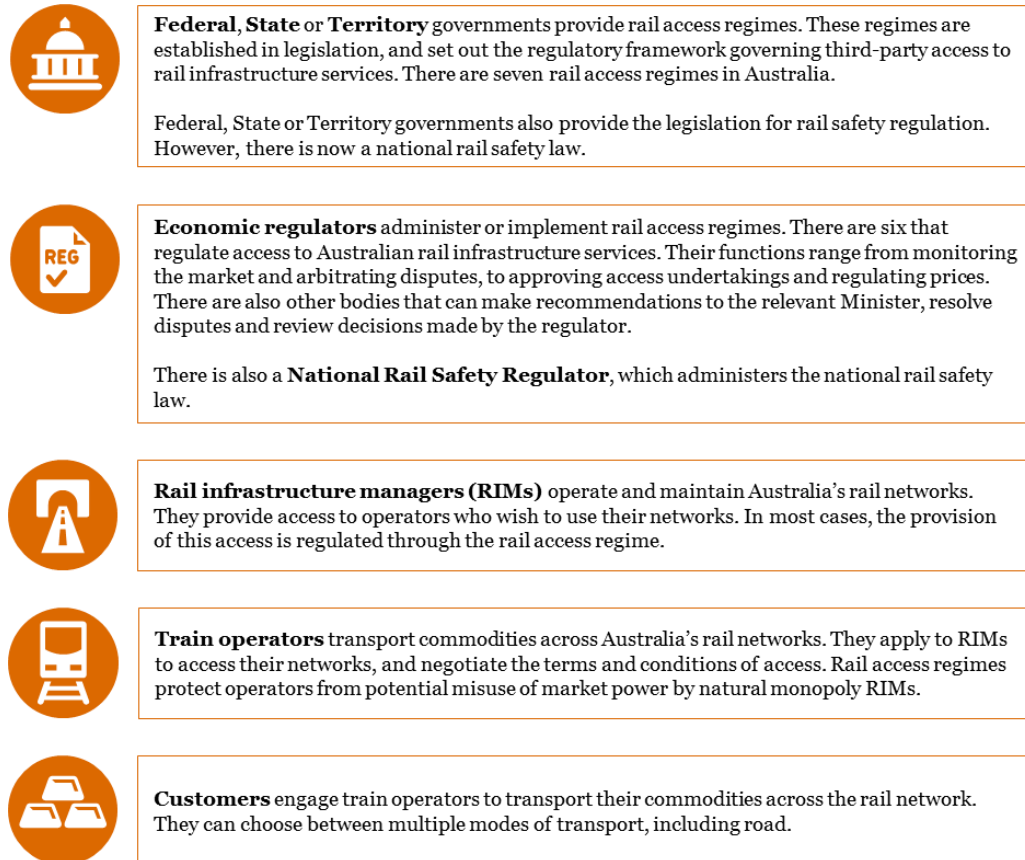 Federal, State or Territory governments provide rail access regimes. These regimes are
established in legislation, and set out the regulatory framework governing third-party access to
rail infrastructure services. There are seven rail access regimes in Australia.
Federal, State or Territory governments also provide the legislation for rail safety regulation.
However, there is now a national rail safety law.
REG
Economic regulators administer or implement rail access regimes. There are six that
regulate access to Australian rail infrastructure services. Their functions range from monitoring
the market and arbitrating disputes, to approving access undertakings and regulating prices.
There are also other bodies that can make recommendations to the relevant Minister, resolve
disputes and review decisions made by the regulator.
There is also a National Rail Safety Regulator, which administers the national rail safety
law.
Rail infrastructure managers (RIMs) operate and maintain Australia's rail networks.
They provide access to operators who wish to use their networks. In most cases, the provision
of this access is regulated through the rail access regime.
Train operators transport commodities across Australia's rail networks. They apply to RIMs
to access their networks, and negotiate the terms and conditions of access. Rail access regimes
protect operators from potential misuse of market power by natural monopoly RIMs.
Customers engage train operators to transport their commodities across the rail network.
They can choose between multiple modes of transport, including road.